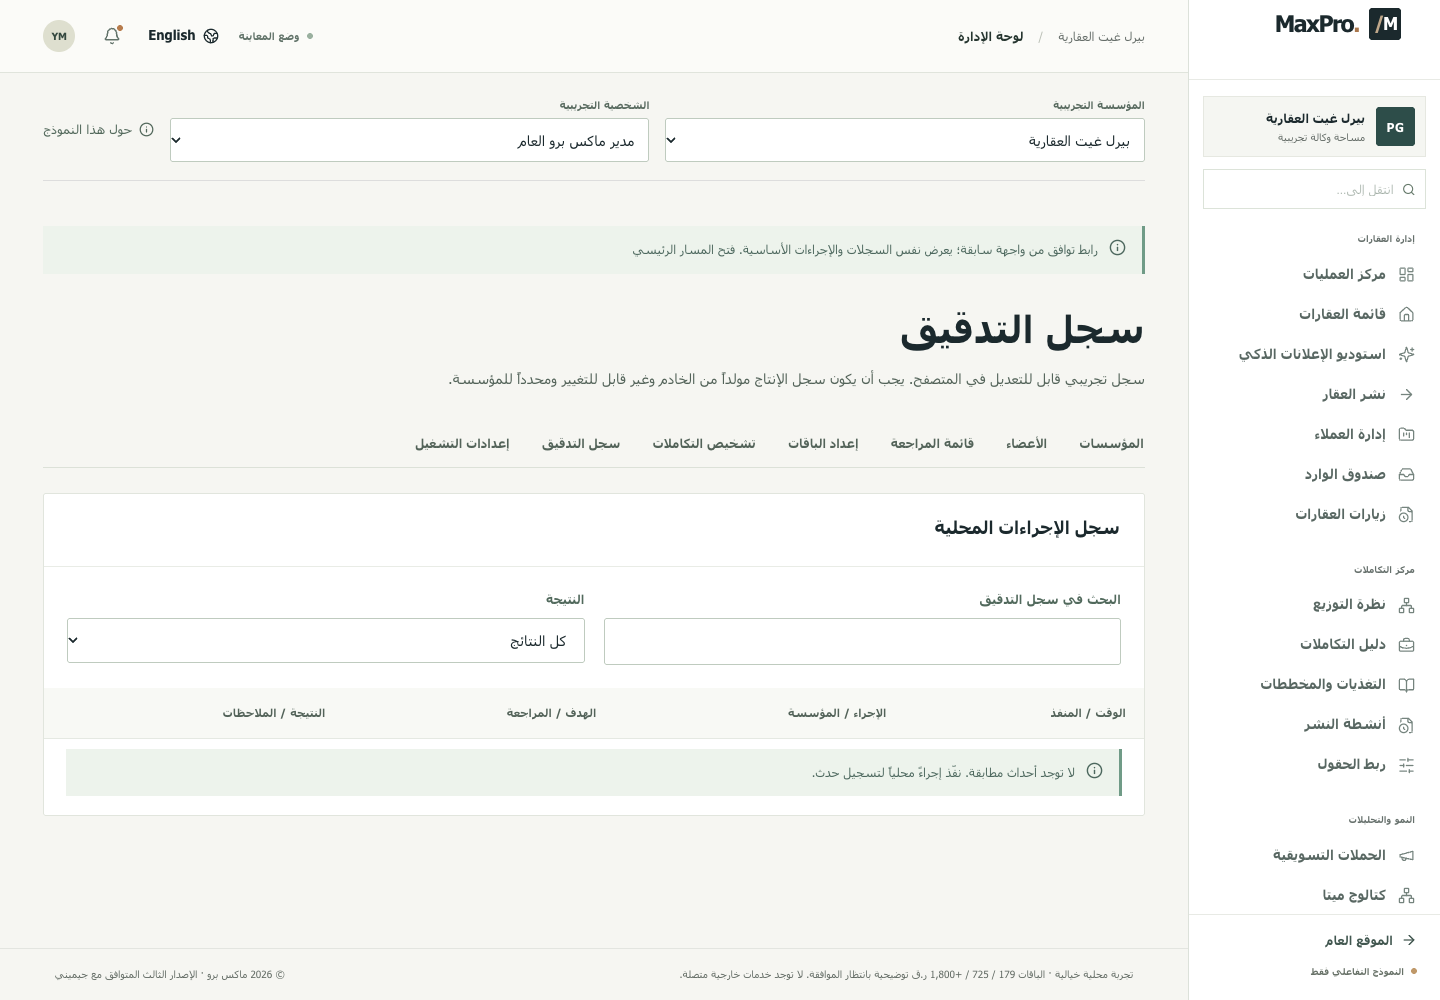 MaxPro.
/M
بيرل غيت العقارية
/
لوحة الإدارة
وضع المعاينة
English
YM
PG
بيرل غيت العقارية
مساحة وكالة تجريبية
انتقل إلى...
إدارة العقارات
مركز العمليات
قائمة العقارات
استوديو الإعلانات الذكي
نشر العقار
إدارة العملاء
صندوق الوارد
زيارات العقارات
مركز التكاملات
نظرة التوزيع
دليل التكاملات
التغذيات والمخططات
أنشطة النشر
ربط الحقول
النمو والتحليلات
الحملات التسويقية
كتالوج ميتا
الموقع العام
النموذج التفاعلي فقط
المؤسسة التجريبية
بيرل غيت العقارية
الشخصية التجريبية
مدير ماكس برو العام
حول هذا النموذج
رابط توافق من واجهة سابقة؛ يعرض نفس السجلات والإجراءات الأساسية. فتح المسار الرئيسي
سجل التدقيق
سجل تجريبي قابل للتعديل في المتصفح. يجب أن يكون سجل الإنتاج مولداً من الخادم وغير قابل للتغيير ومحدداً للمؤسسة.
المؤسسات
الأعضاء
قائمة المراجعة
إعداد الباقات
تشخيص التكاملات
سجل التدقيق
إعدادات التشغيل
سجل الإجراءات المحلية
البحث في سجل التدقيق
النتيجة
كل النتائج
الوقت / المنفذ
الإجراء / المؤسسة
الهدف / المراجعة
النتيجة / الملاحظات
لا توجد أحداث مطابقة. نفّذ إجراءً محلياً لتسجيل حدث.
تجربة محلية خيالية · الباقات 179 / 725 / +1,800 ر.ق توضيحية بانتظار الموافقة. لا توجد خدمات خارجية متصلة.
© 2026 ماكس برو · الإصدار الثالث المتوافق مع جيميني